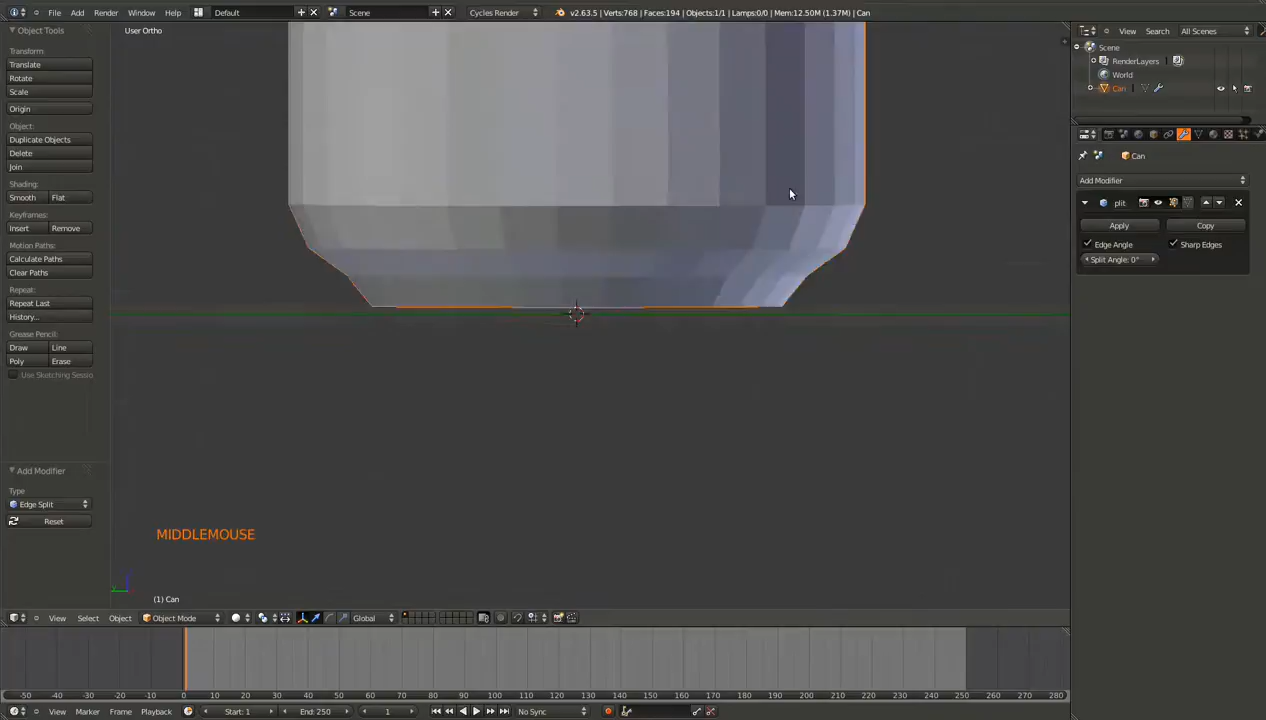 File Add Render Window Help Default Scene Cycles Render v2.63.5 | Verts:768 | Faces:194 | Objects:1/1 | Lamps:0/0 | Mem:12.50M (1.37M) | Can
Object Tools
Transform:
Translate
Rotate
Scale
Origin
Object:
Duplicate Objects
Delete
Join
Shading:
Smooth Flat
Keyframes:
Insert Remove
Motion Paths:
Calculate Paths
Clear Paths
Repeat:
Repeat Last
History...
Grease Pencil:
Draw Line
Poly Erase
Use Sketching Sessio
Add Modifier
Type
Edge Split
Reset
User Ortho
MIDDLEMOUSE
(1) Can
View Search All Scenes
Scene
RenderLayers
World
Can
Can
Add Modifier
plit
Apply Copy
Edge Angle Sharp Edges
Split Angle: 0°
View Select Object Object Mode Global
-50 -40 -30 -20 -10 0 10 20 30 40 50 60 70 80 90 100 110 120 130 140 150 160 170 180 190 200 210 220 230 240 250 260 270 280
View Marker Frame Playback Start: 1 End: 250 1 No Sync